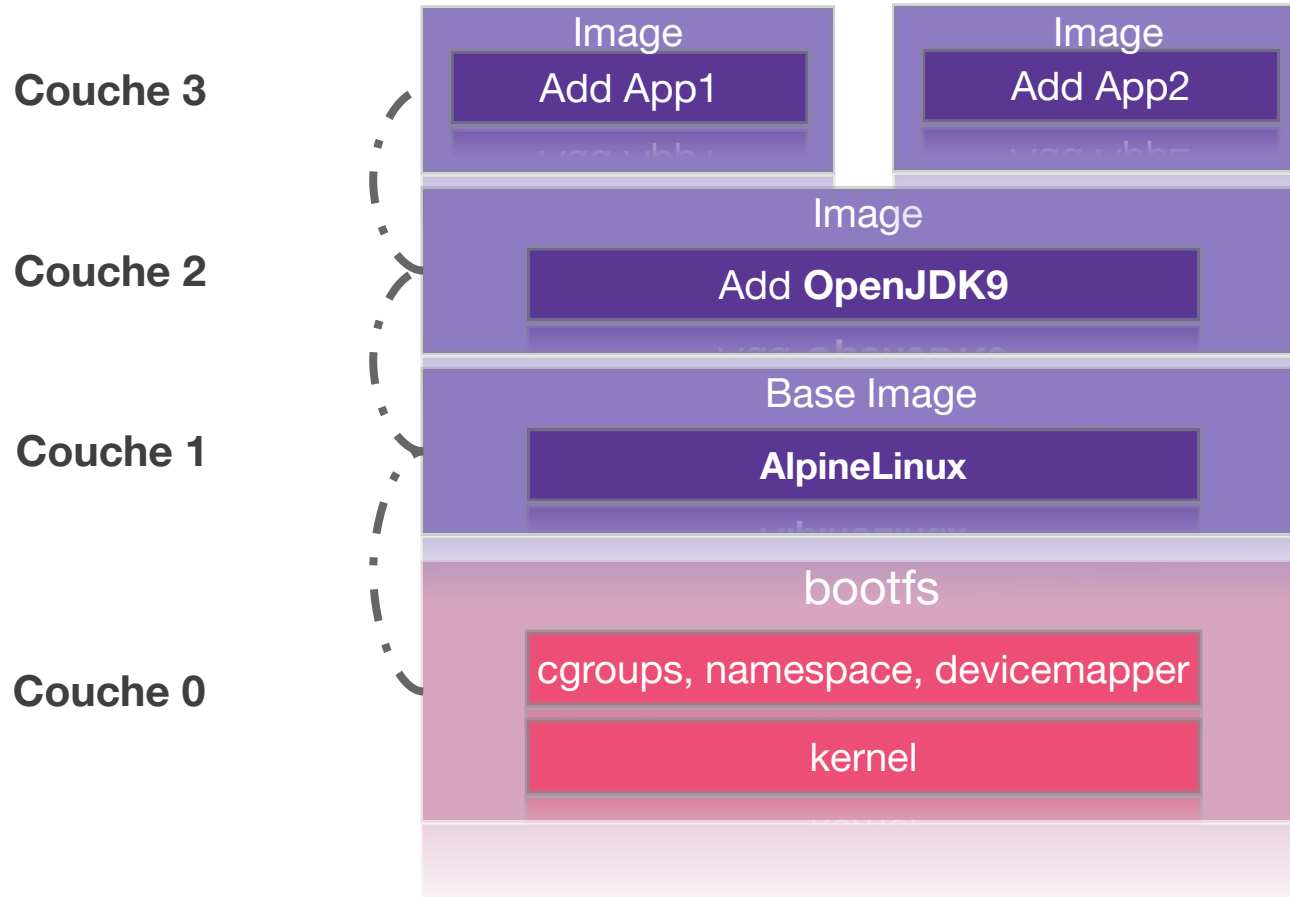 Couche 3
Image
Add App1
Image
Add App2
Couche 2
Image
Add OpenJDK9
Couche 1
Base Image
AlpineLinux
Couche 0
bootfs
cgroups, namespace, devicemapper
kernel